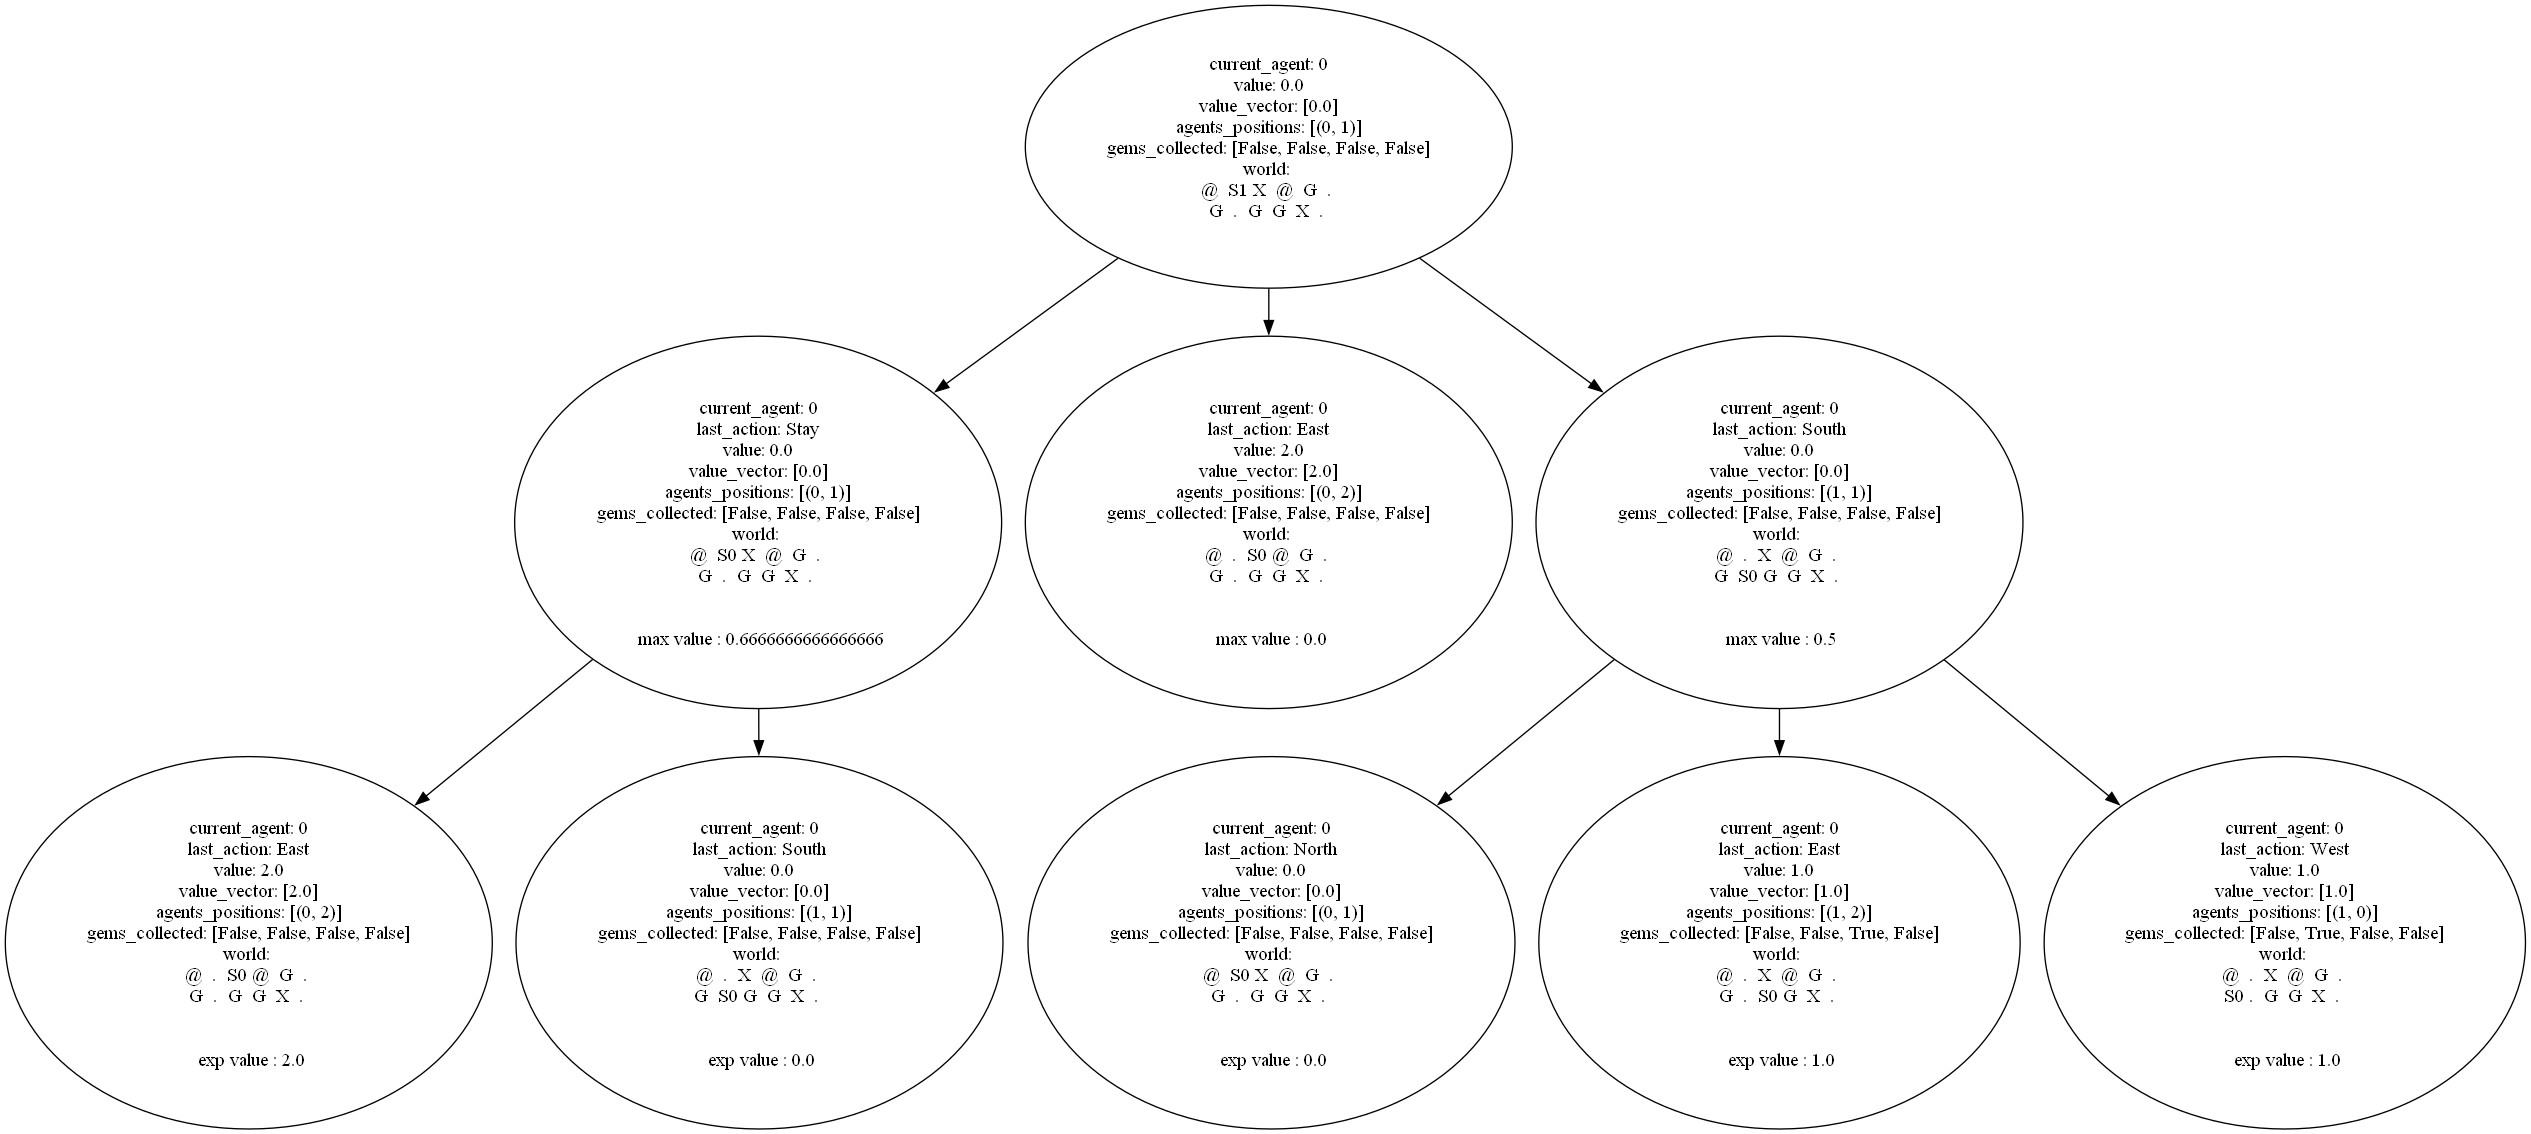 current_agent: 0
value: 0.0
value_vector: [0.0]
agents_positions: [(0, 1)]
gems_collected: [False, False, False, False]
world:
@ S1 X @ G .
G . G G X .
current_agent: 0
last_action: Stay
value: 0.0
value_vector: [0.0]
agents_positions: [(0, 1)]
gems_collected: [False, False, False, False]
world:
@ S0 X @ G .
G . G G X .
max value : 0.6666666666666666
current_agent: 0
last_action: East
value: 2.0
value_vector: [2.0]
agents_positions: [(0, 2)]
gems_collected: [False, False, False, False]
world:
@ . S0 @ G .
G . G G X .
max value : 0.0
current_agent: 0
last_action: South
value: 0.0
value_vector: [0.0]
agents_positions: [(1, 1)]
gems_collected: [False, False, False, False]
world:
@ . X @ G .
G S0 G G X .
max value : 0.5
current_agent: 0
last_action: East
value: 2.0
value_vector: [2.0]
agents_positions: [(0, 2)]
gems_collected: [False, False, False, False]
world:
@ . S0 @ G .
G . G G X .
exp value : 2.0
current_agent: 0
last_action: South
value: 0.0
value_vector: [0.0]
agents_positions: [(1, 1)]
gems_collected: [False, False, False, False]
world:
@ . X @ G .
G S0 G G X .
exp value : 0.0
current_agent: 0
last_action: North
value: 0.0
value_vector: [0.0]
agents_positions: [(0, 1)]
gems_collected: [False, False, False, False]
world:
@ S0 X @ G .
G . G G X .
exp value : 0.0
current_agent: 0
last_action: East
value: 1.0
value_vector: [1.0]
agents_positions: [(1, 2)]
gems_collected: [False, False, True, False]
world:
@ . X @ G .
G . S0 G X .
exp value : 1.0
current_agent: 0
last_action: West
value: 1.0
value_vector: [1.0]
agents_positions: [(1, 0)]
gems_collected: [False, True, False, False]
world:
@ . X @ G .
S0 . G G X .
exp value : 1.0